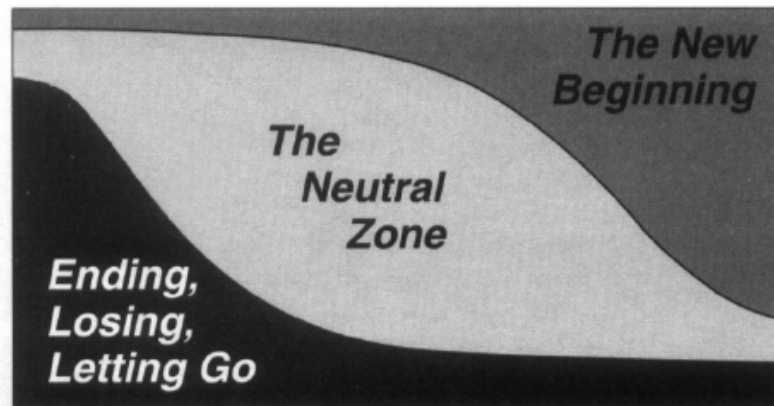 The New
Beginning
The
Neutral
Zone
Ending,
Losing,
Letting Go